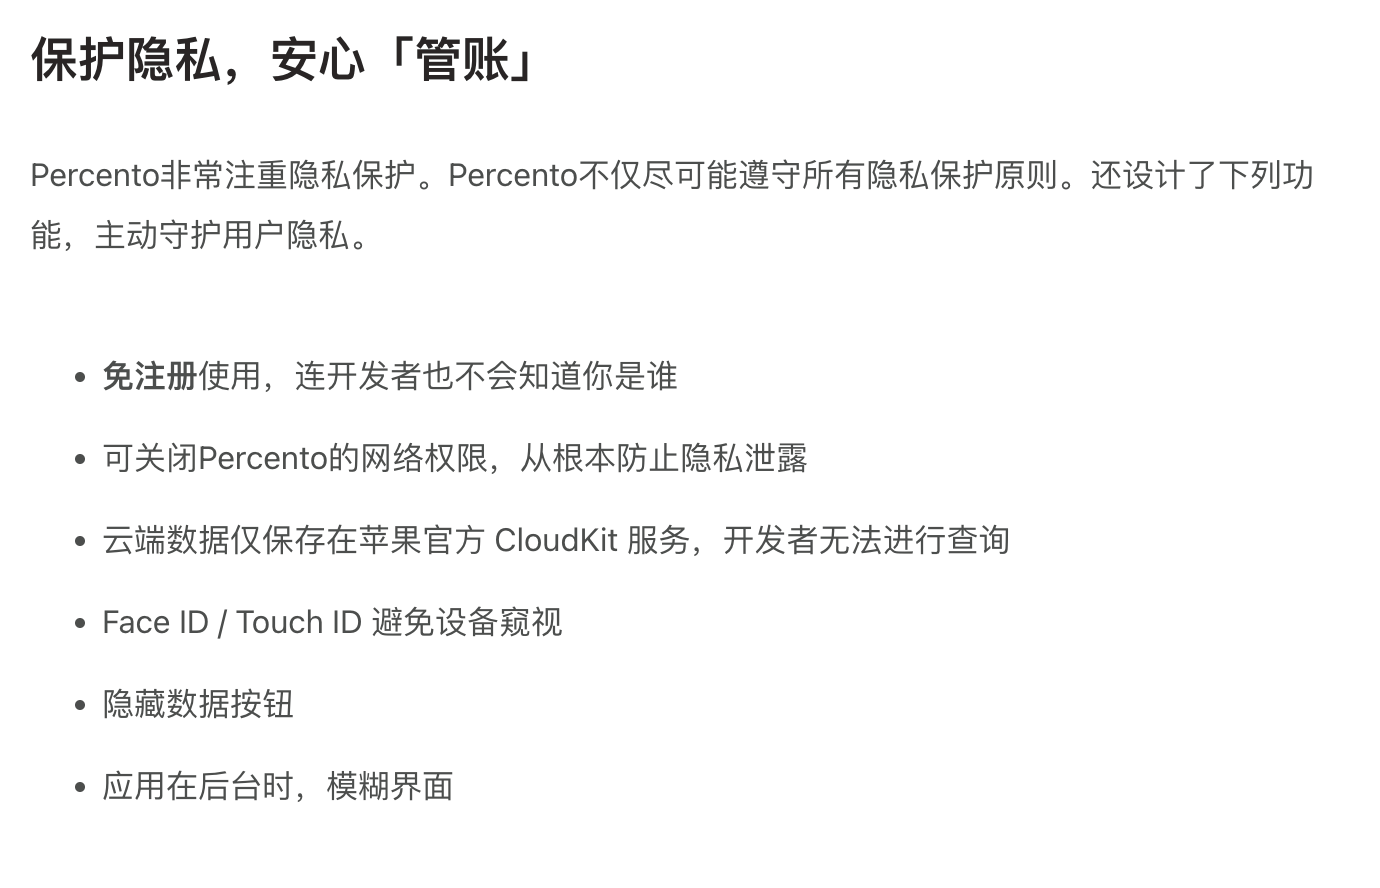 保护隐私，安心「管账」
Percento非常注重隐私保护。Percento不仅尽可能遵守所有隐私保护原则。还设计了下列功
能，主动守护用户隐私。
• 免注册使用，连开发者也不会知道你是谁
• 可关闭Percento的网络权限，从根本防止隐私泄露
• 云端数据仅保存在苹果官方 CloudKit 服务，开发者无法进行查询
• Face ID / Touch ID 避免设备窥视
• 隐藏数据按钮
• 应用在后台时，模糊界面